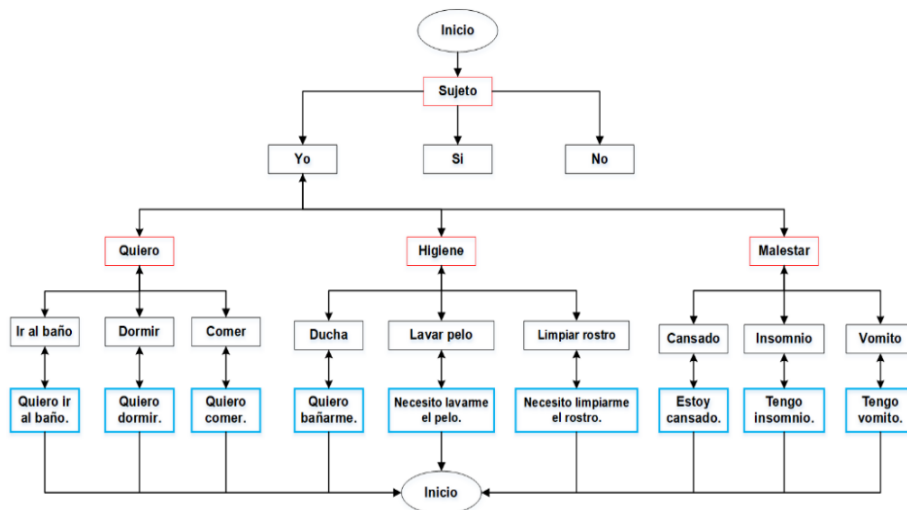 Inicio
Sujeto
Yo
Si
No
Quiero
Higiene
Malestar
Ir al baño
Dormir
Comer
Ducha
Lavar pelo
Limpiar rostro
Cansado
Insomnio
Vomito
Quiero ir
al baño.
Quiero
dormir.
Quiero
comer.
Quiero
bañarme.
Necesito lavarme
el pelo.
Necesito limpiarme
el rostro.
Estoy
cansado.
Tengo
insomnio.
Tengo
vomito.
Inicio